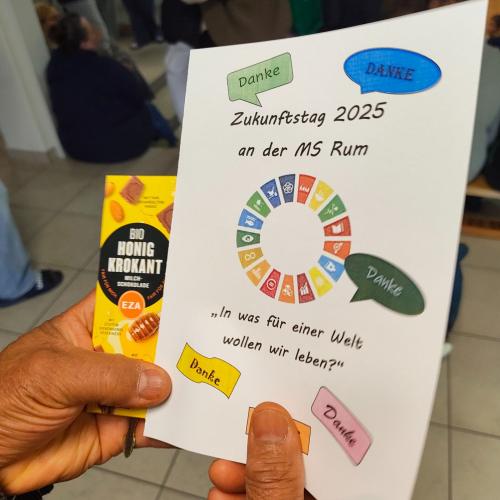 Danke
DANKE
Zukunftstag 2025
an der MS Rum
Danke
„In was für einer Welt
wollen wir leben?“
Danke
Danke
BIO
HONIG
KROKANT
MILCH-
SCHOKOLADE
EZA